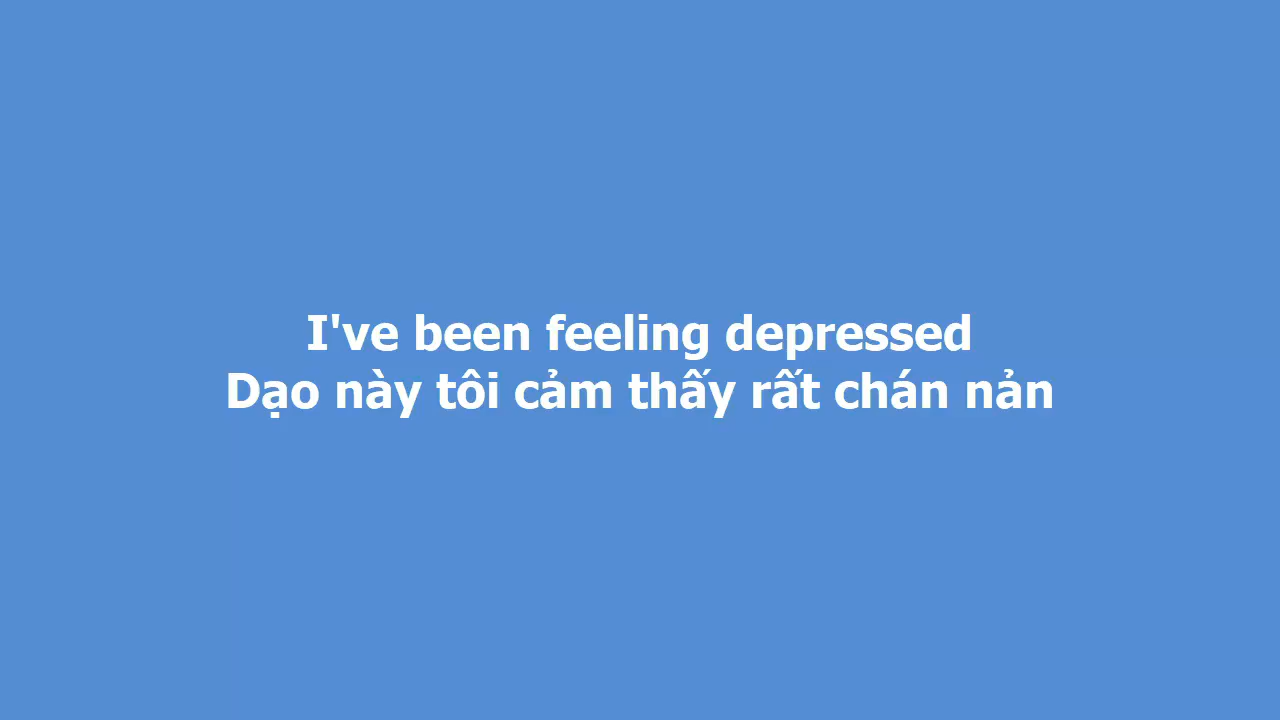 I've been feeling depressed
Dạo này tôi cảm thấy rất chán nản